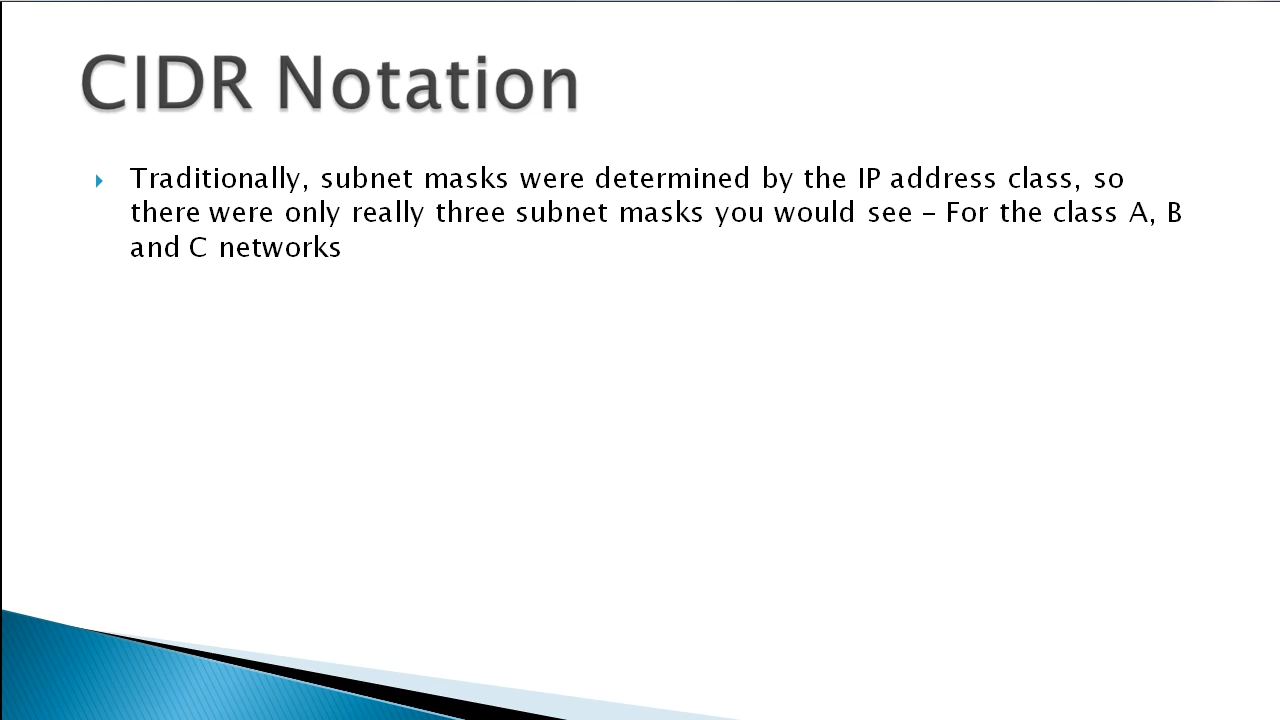 CIDR Notation
Traditionally, subnet masks were determined by the IP address class, so
there were only really three subnet masks you would see – For the class A, B
and C networks